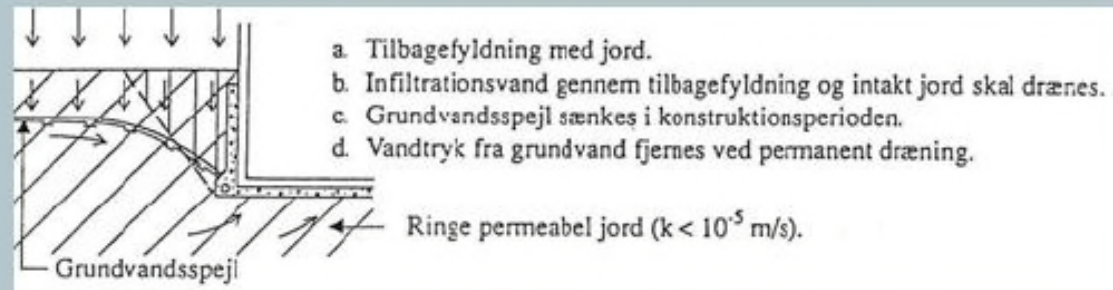 a. Tilbagefyldning med jord.
b. Infiltrationsvand gennem tilbagefyldning og intakt jord skal drænes.
c. Grundvandsspejl sænkes i konstruktionsperioden.
d. Vandtryk fra grundvand fjernes ved permanent dræning.
Ringe permeabel jord (k < 10⁻⁵ m/s).
Grundvandsspejl